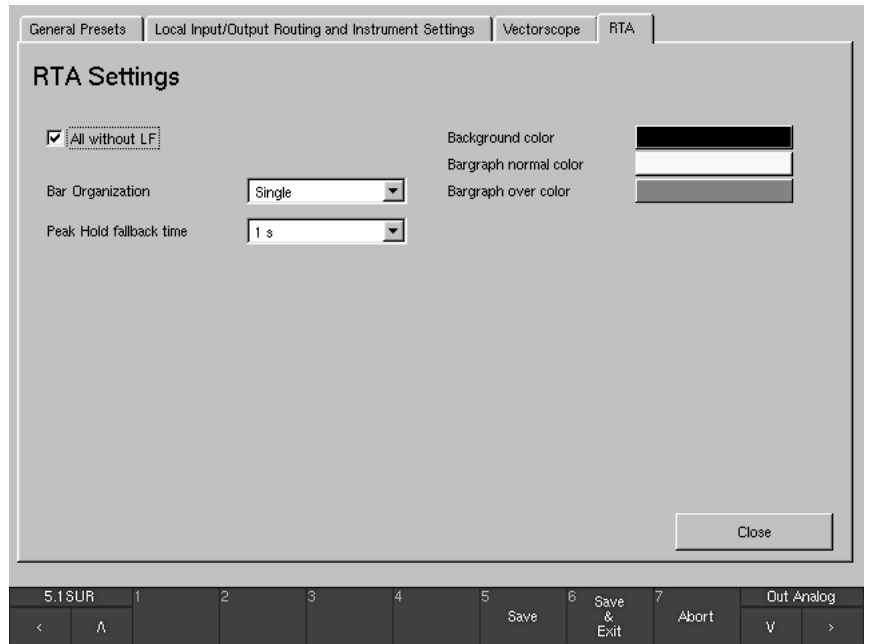 General Presets
Local Input/Output Routing and Instrument Settings
Vectorscope
RTA
RTA Settings
All without LF
Bar Organization
Single
Peak Hold fallback time
1 s
Background color
Bargraph normal color
Bargraph over color
Close
5.1SUR
1
2
3
4
5
Save
6
Save
&
Exit
7
Abort
Out Analog
<
Λ
V
>